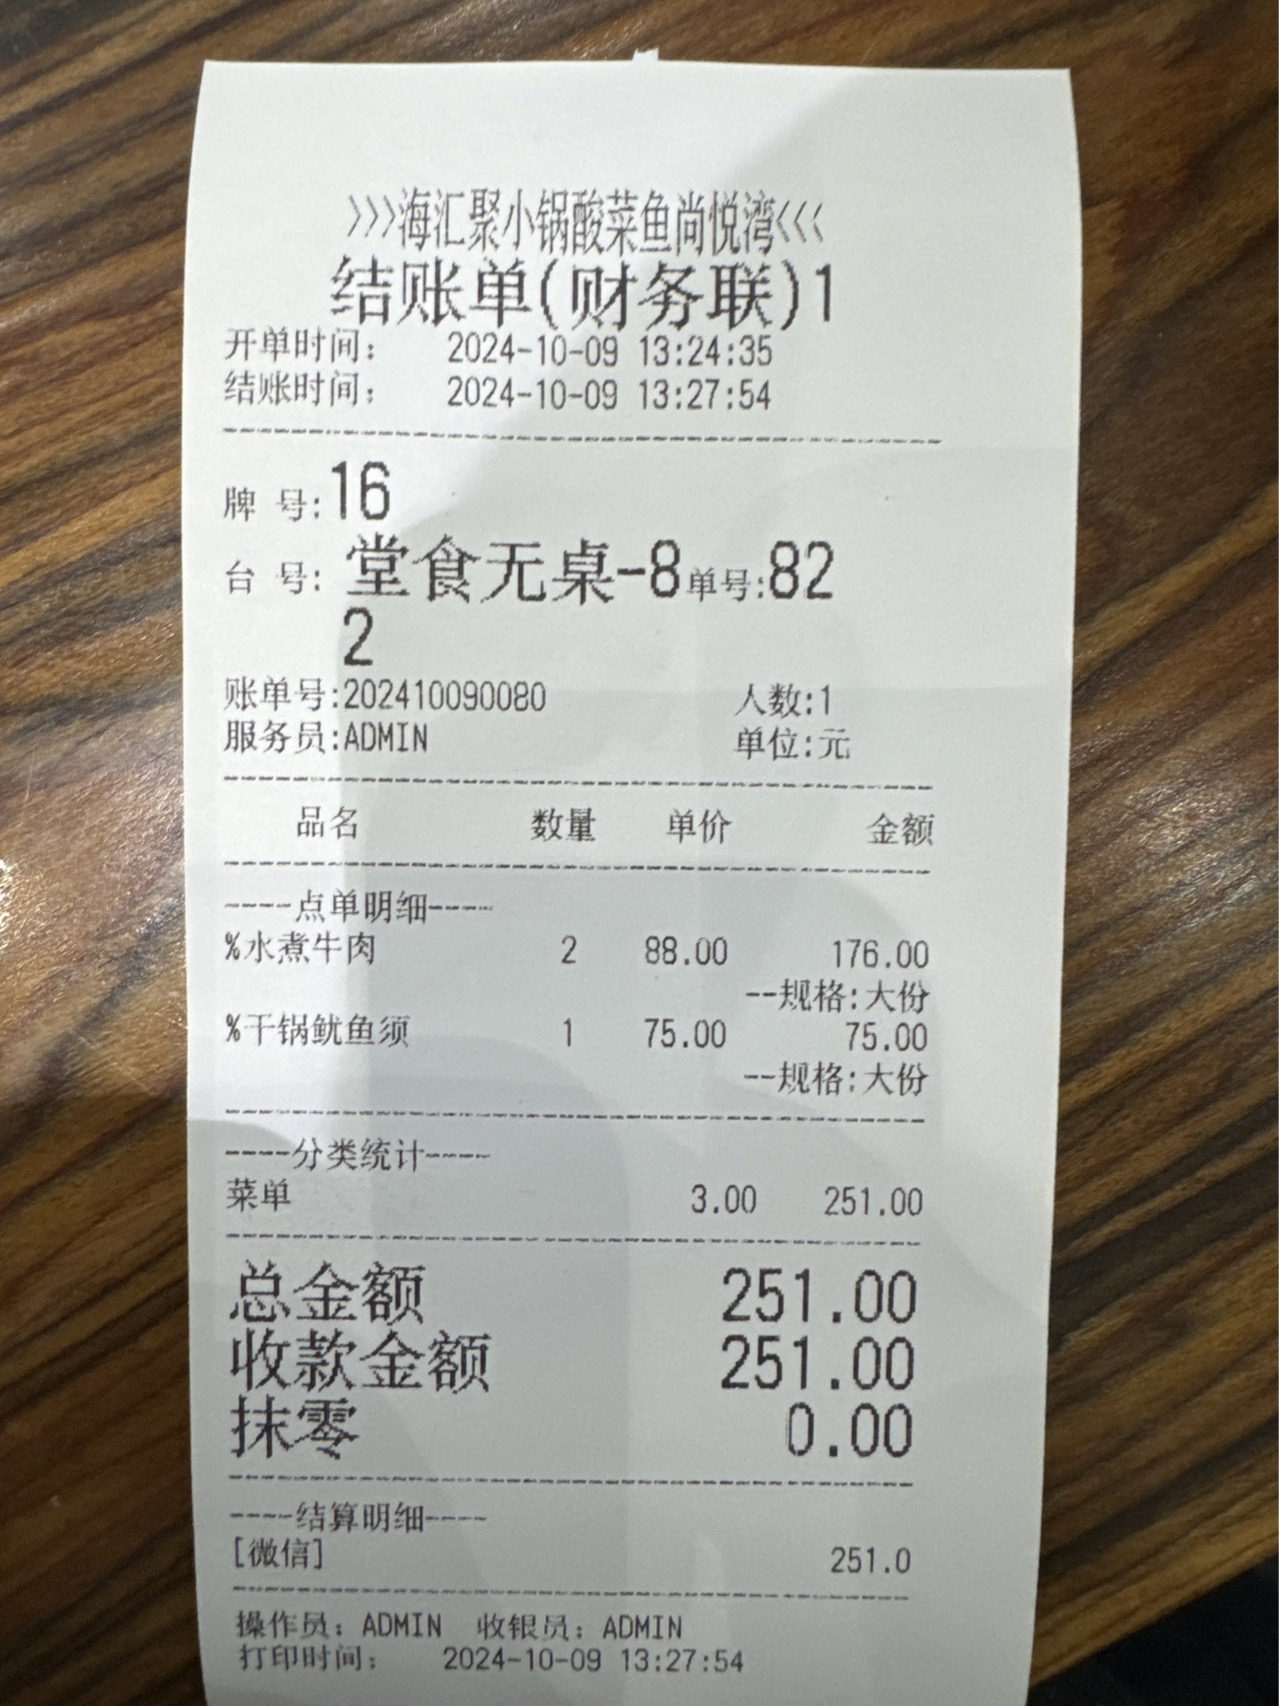 >>>海汇聚小锅酸菜鱼尚悦湾<<<
结账单(财务联)1
开单时间: 2024-10-09 13:24:35
结账时间: 2024-10-09 13:27:54
牌 号:16
台 号: 堂食无桌-8单号:82
2
账单号:202410090080 人数:1
服务员:ADMIN 单位:元
品名 数量 单价 金额
----点单明细----
%水煮牛肉 2 88.00 176.00
--规格:大份
%干锅鱿鱼须 1 75.00 75.00
--规格:大份
----分类统计----
菜单 3.00 251.00
总金额 251.00
收款金额 251.00
抹零 0.00
----结算明细----
[微信] 251.0
操作员: ADMIN 收银员: ADMIN
打印时间: 2024-10-09 13:27:54